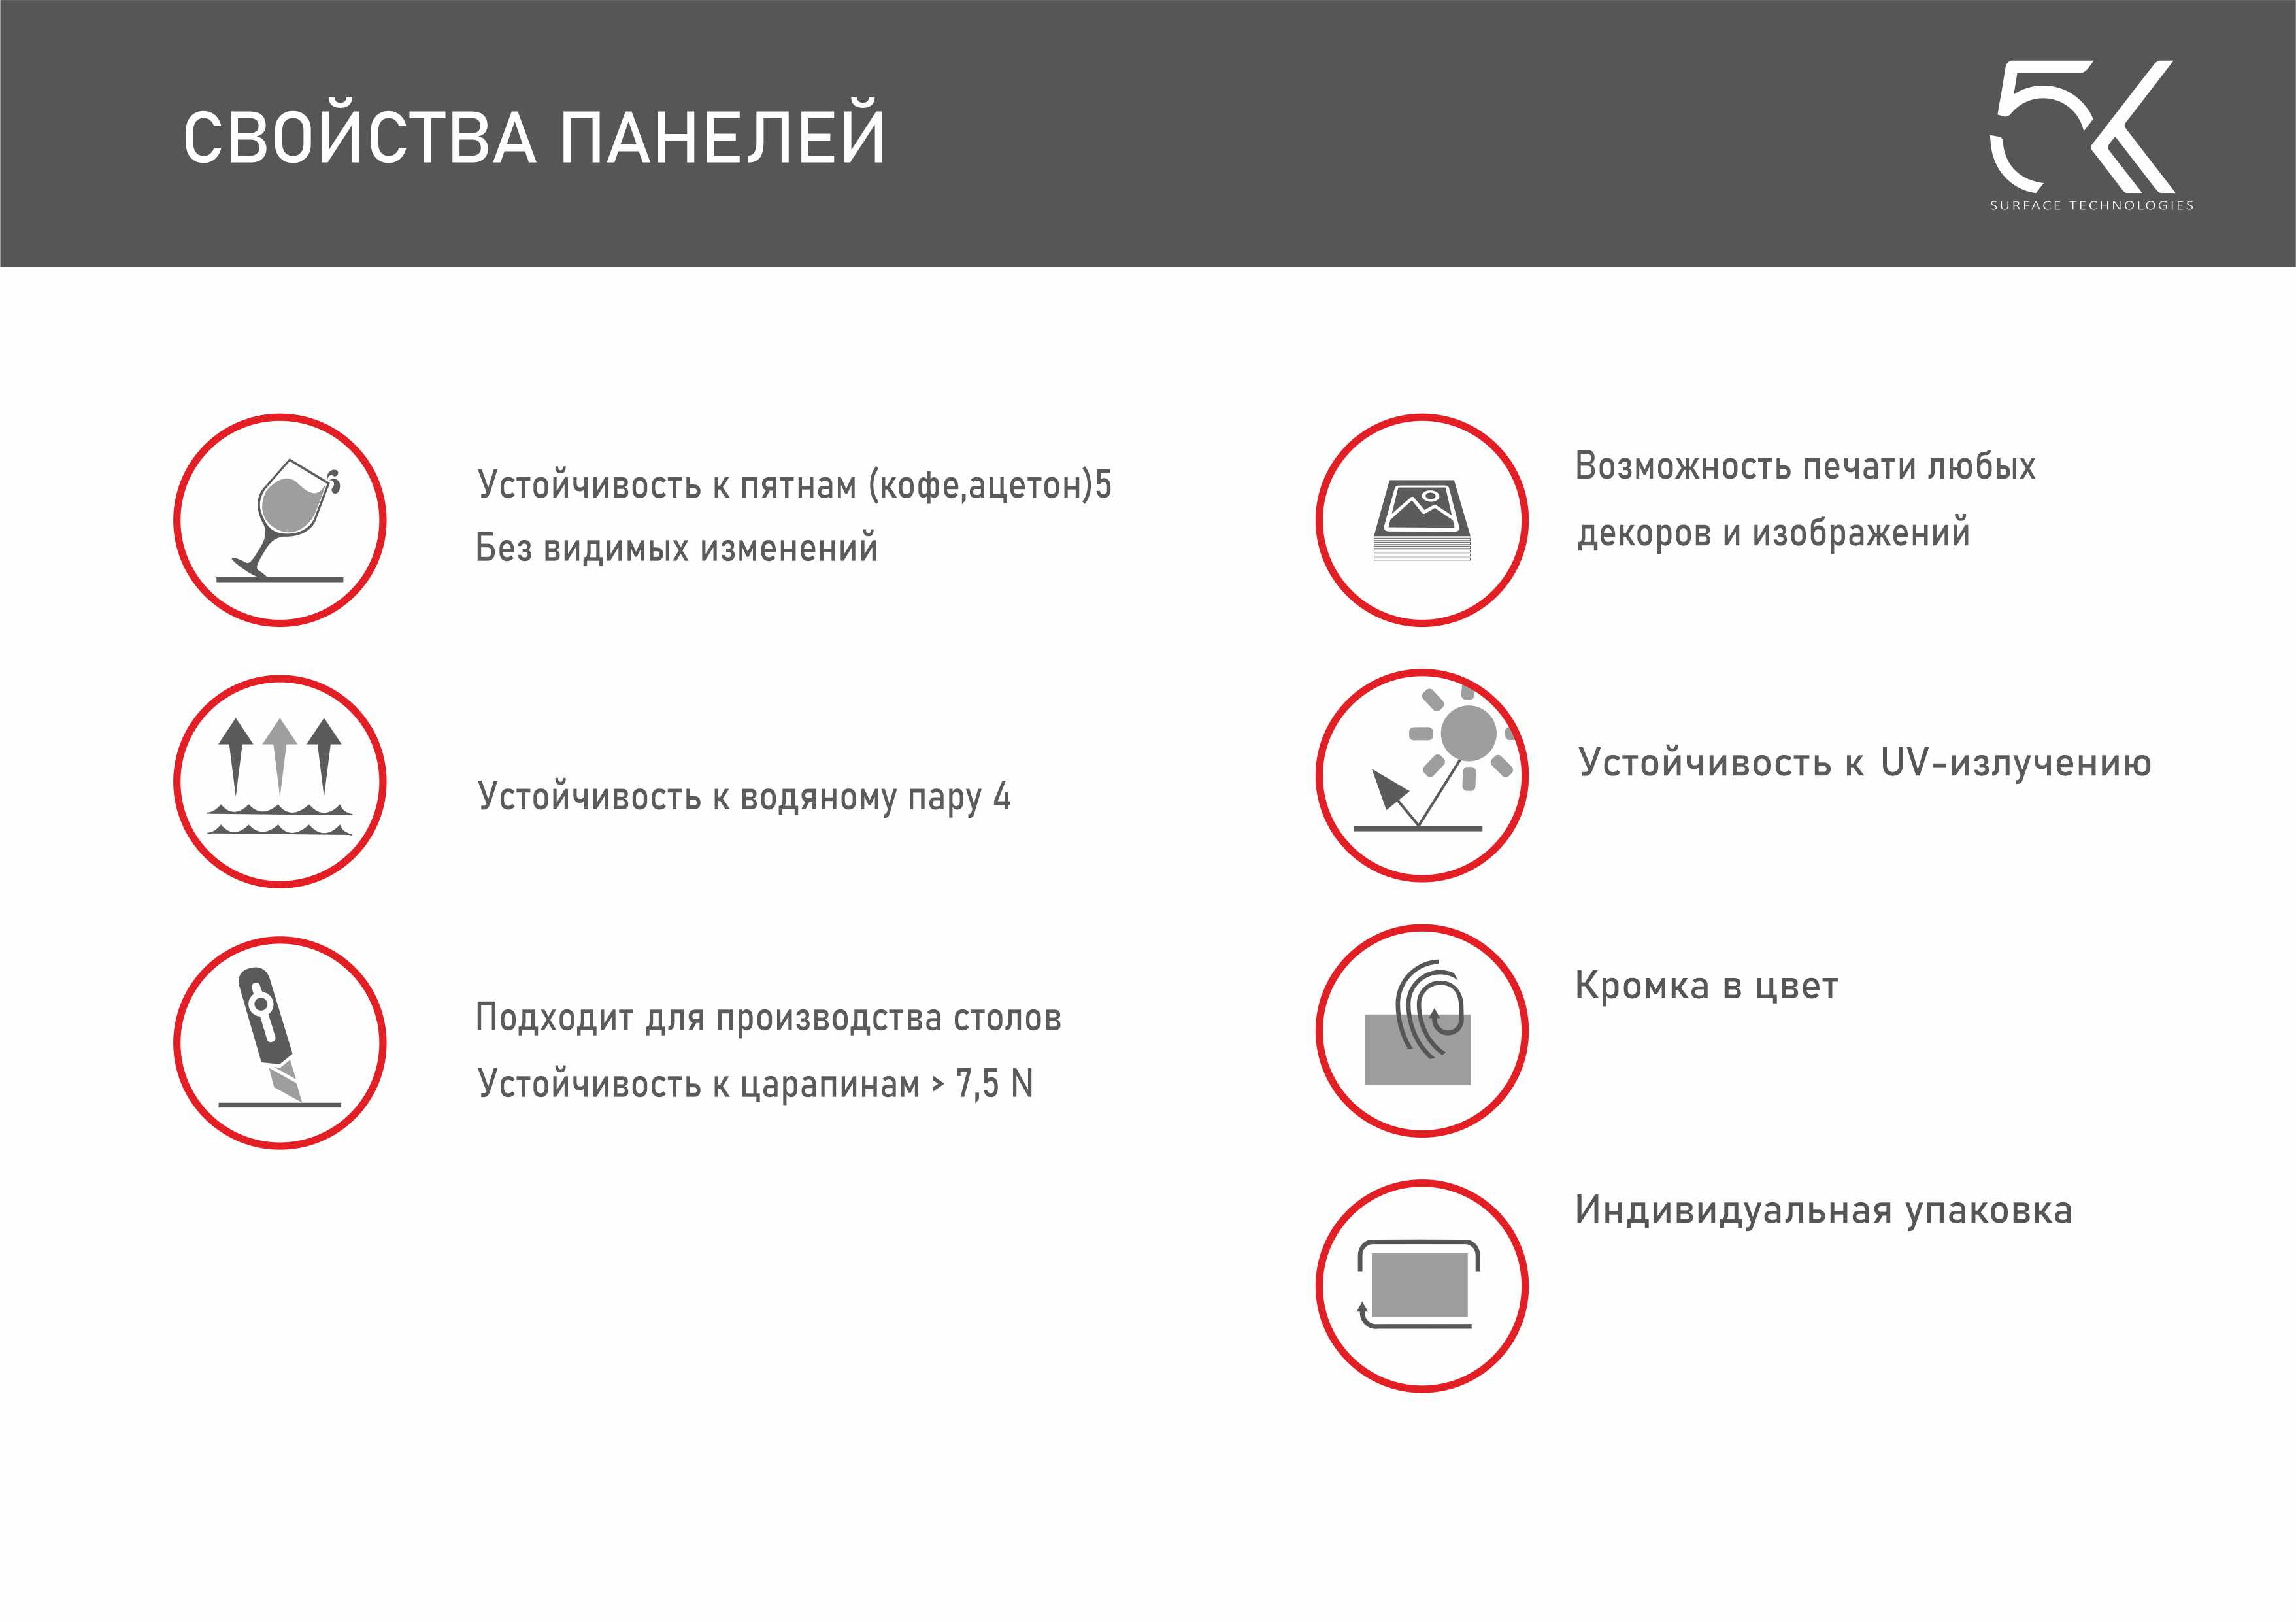 СВОЙСТВА ПАНЕЛЕЙ
5K
SURFACE TECHNOLOGIES
Устойчивость к пятнам (кофе,ацетон)5
Без видимых изменений
Устойчивость к водяному пару 4
Подходит для производства столов
Устойчивость к царапинам > 7,5 N
Возможность печати любых
декоров и изображений
Устойчивость к UV-излучению
Кромка в цвет
Индивидуальная упаковка